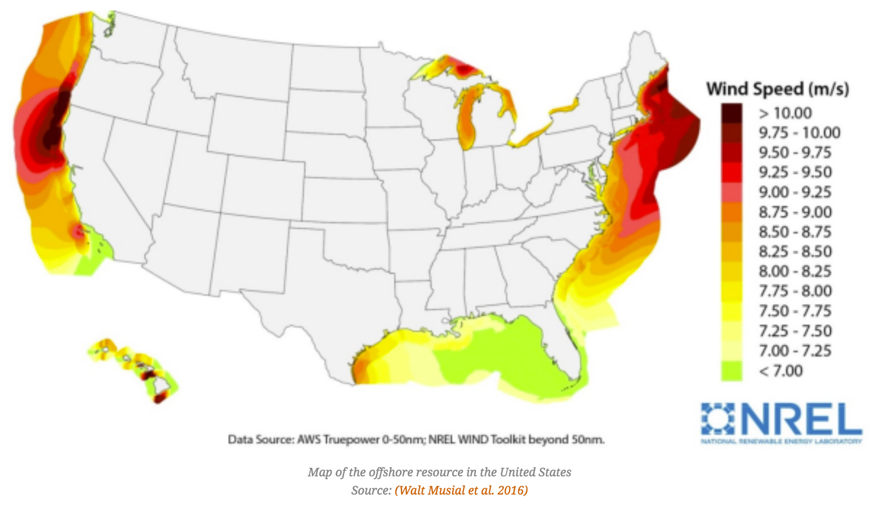 Wind Speed (m/s)
> 10.00
9.75 - 10.00
9.50 - 9.75
9.25 - 9.50
9.00 - 9.25
8.75 - 9.00
8.50 - 8.75
8.25 - 8.50
8.00 - 8.25
7.75 - 8.00
7.50 - 7.75
7.25 - 7.50
7.00 - 7.25
< 7.00
NREL
NATIONAL RENEWABLE ENERGY LABORATORY
Data Source: AWS Truepower 0-50nm; NREL WIND Toolkit beyond 50nm.
Map of the offshore resource in the United States
Source: (Walt Musial et al. 2016)